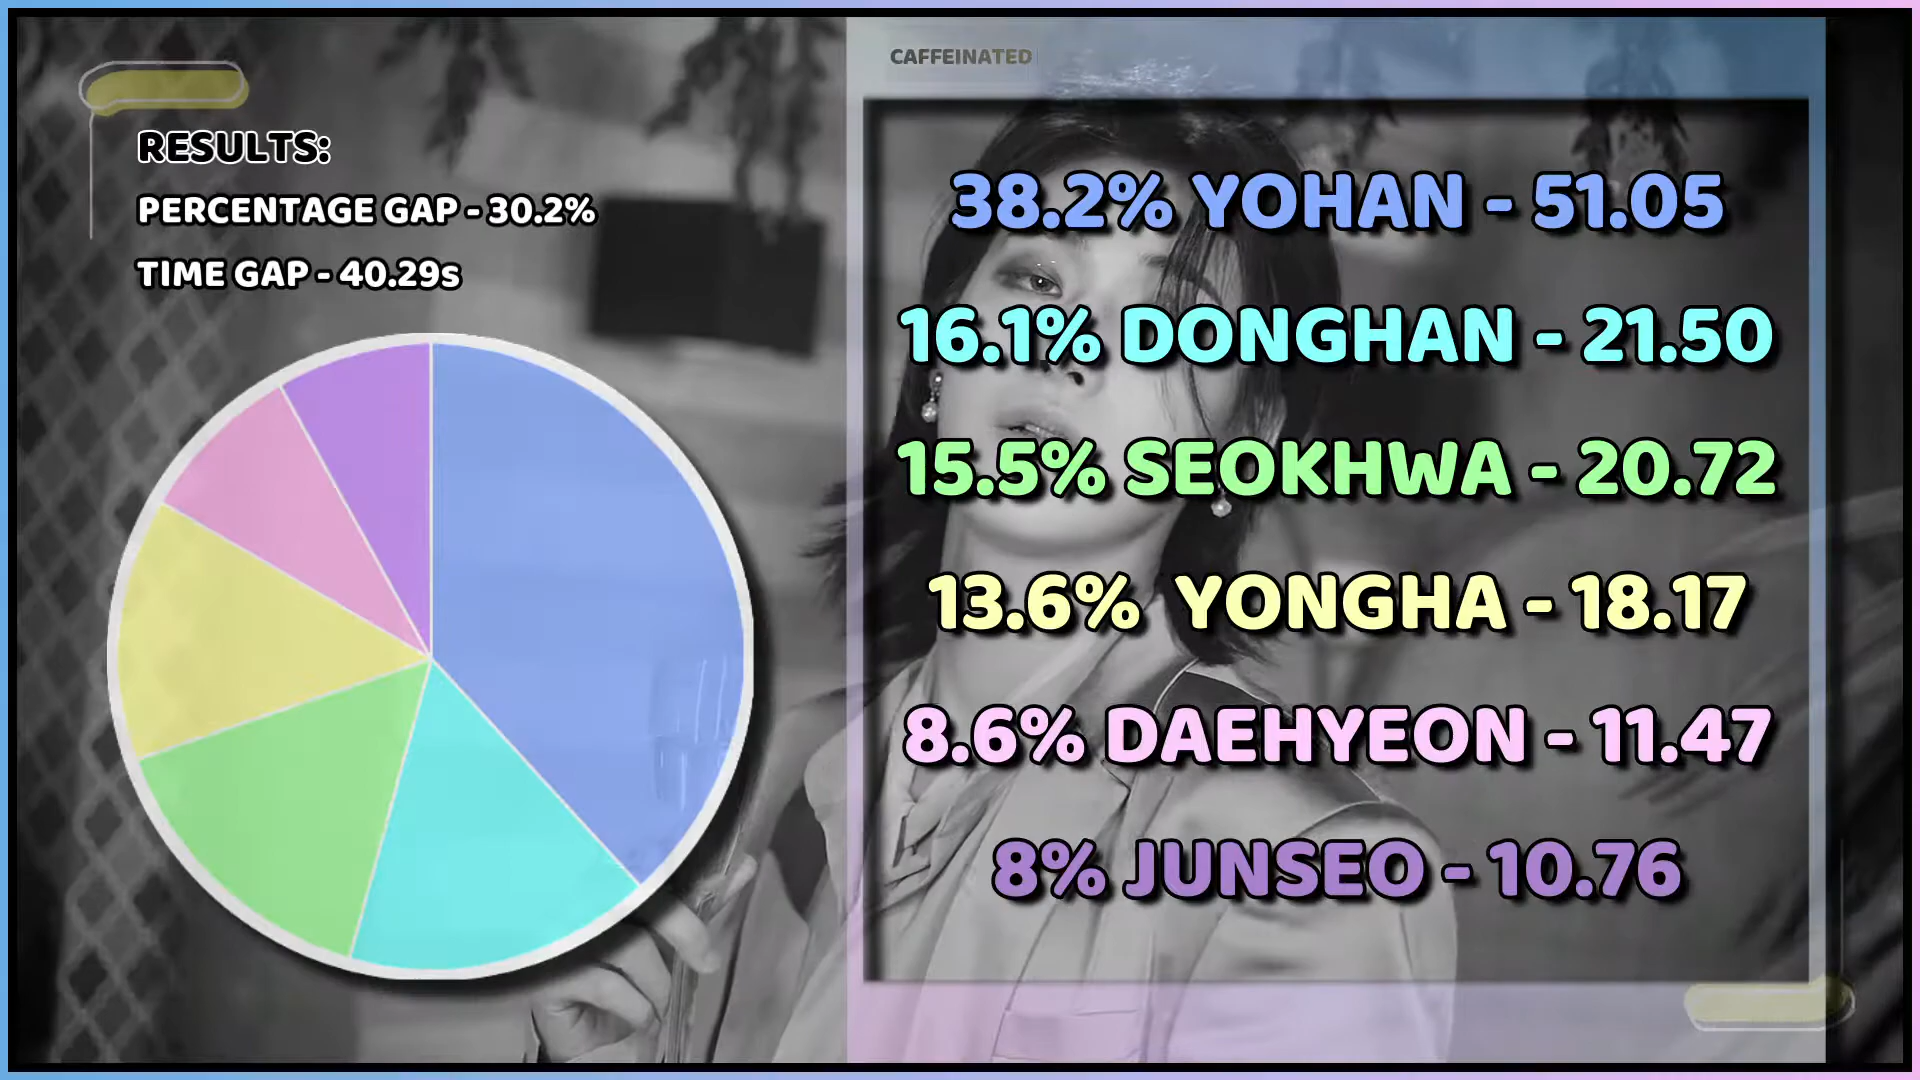 CAFFEINATED
RESULTS:
PERCENTAGE GAP - 30.2%
TIME GAP - 40.29s
38.2% YOHAN - 51.05
16.1% DONGHAN - 21.50
15.5% SEOKHWA - 20.72
13.6% YONGHA - 18.17
8.6% DAEHYEON - 11.47
8% JUNSEO - 10.76